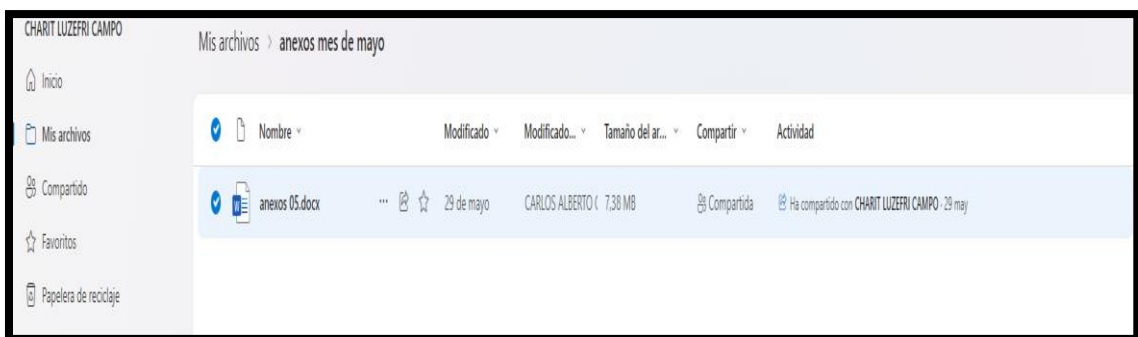 CHARIT LUZEFRI CAMPO
Inicio
Mis archivos
Compartido
Favoritos
Papelera de reciclaje
Mis archivos > anexos mes de mayo
Nombre Modificado Modificado... Tamaño del ar... Compartir Actividad
anexos 05.docx ... 29 de mayo CARLOS ALBERTO ( 7,38 MB Compartida Ha compartido con CHARIT LUZEFRI CAMPO · 29 may